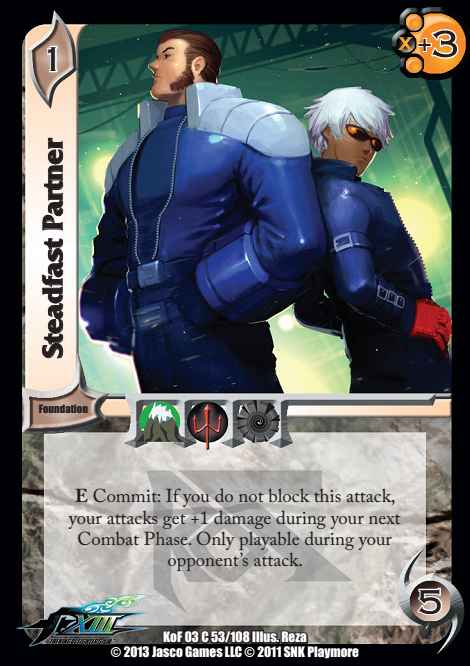 1
x+3
Steadfast Partner
Foundation
E Commit: If you do not block this attack,
your attacks get +1 damage during your next
Combat Phase. Only playable during your
opponent's attack.
5
XIII
KoF 03 C 53/108 Illus. Reza
© 2013 Jasco Games LLC © 2011 SNK Playmore